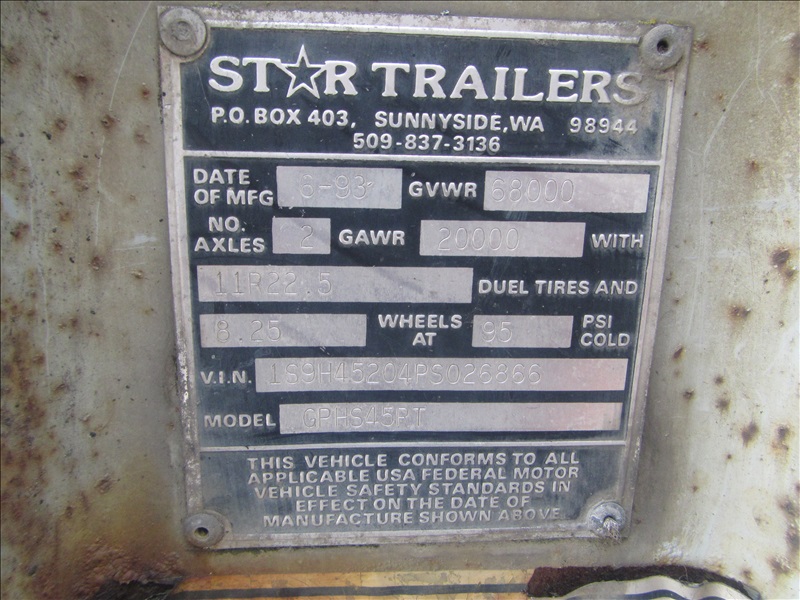 ST☆R TRAILERS
P.O. BOX 403, SUNNYSIDE, WA 98944
509-837-3136
DATE OF MFG 6-93 GVWR 68000
NO. AXLES 2 GAWR 20000 WITH
11R22.5 DUEL TIRES AND
8.25 WHEELS AT 95 PSI COLD
V.I.N. 1S9H45204PS026866
MODEL GPHS45RT
THIS VEHICLE CONFORMS TO ALL
APPLICABLE USA FEDERAL MOTOR
VEHICLE SAFETY STANDARDS IN
EFFECT ON THE DATE OF
MANUFACTURE SHOWN ABOVE